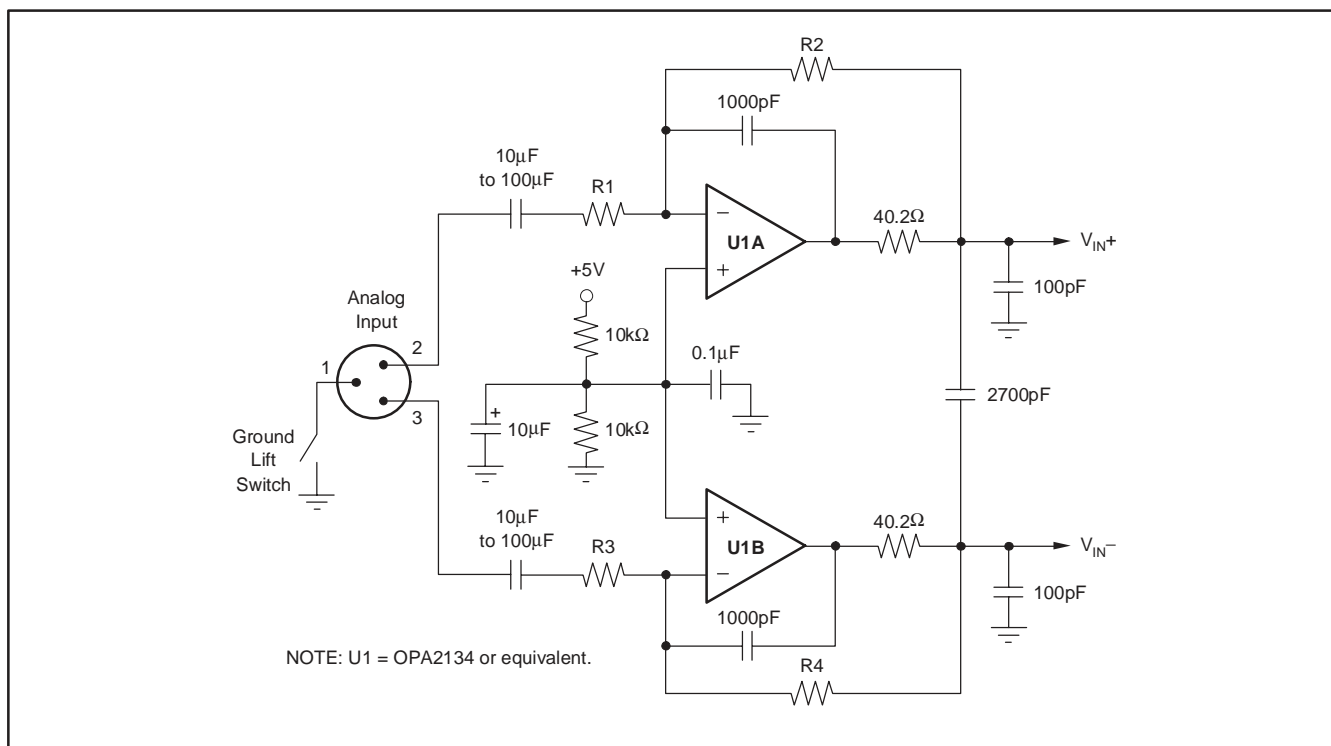 R2
1000pF
10μF
to 100μF
R1
−
U1A
+
40.2Ω
V_IN+
100pF
+5V
10kΩ
Analog
Input
2
1
3
0.1μF
2700pF
+
10μF
10kΩ
Ground
Lift
Switch
10μF
to 100μF
R3
+
U1B
−
40.2Ω
V_IN−
100pF
1000pF
R4
NOTE: U1 = OPA2134 or equivalent.